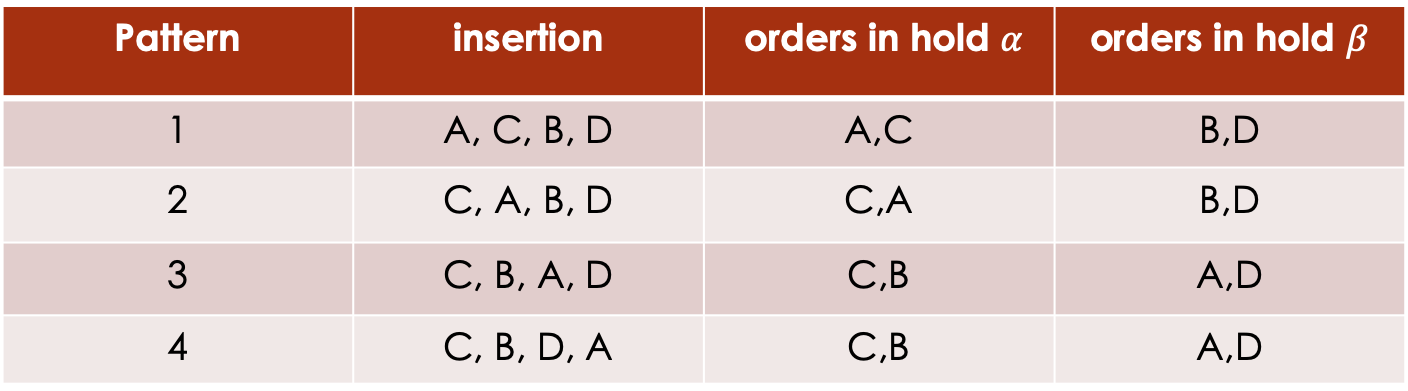 Pattern insertion orders in hold α orders in hold β
1 A, C, B, D A,C B,D
2 C, A, B, D C,A B,D
3 C, B, A, D C,B A,D
4 C, B, D, A C,B A,D